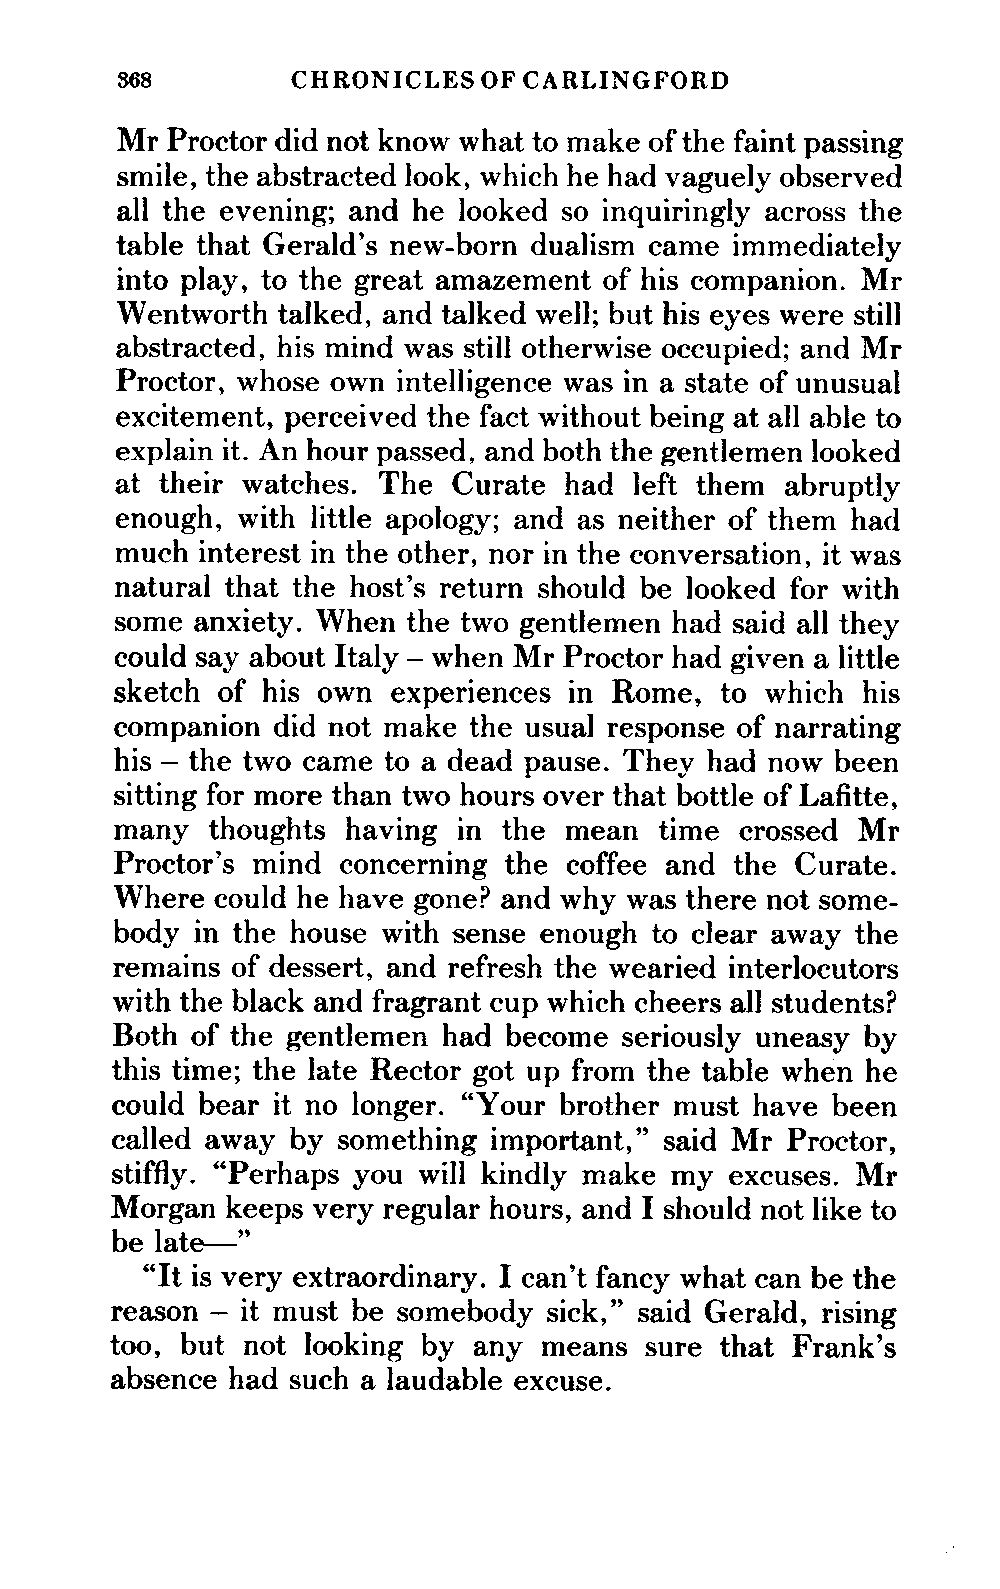 368 CHRONICLES OF CARLINGFORD
Mr Proctor did not know what to make of the faint passing
smile, the abstracted look, which he had vaguely observed
all the evening; and he looked so inquiringly across the
table that Gerald’s new-born dualism came immediately
into play, to the great amazement of his companion. Mr
Wentworth talked, and talked well; but his eyes were still
abstracted, his mind was still otherwise occupied; and Mr
Proctor, whose own intelligence was in a state of unusual
excitement, perceived the fact without being at all able to
explain it. An hour passed, and both the gentlemen looked
at their watches. The Curate had left them abruptly
enough, with little apology; and as neither of them had
much interest in the other, nor in the conversation, it was
natural that the host’s return should be looked for with
some anxiety. When the two gentlemen had said all they
could say about Italy – when Mr Proctor had given a little
sketch of his own experiences in Rome, to which his
companion did not make the usual response of narrating
his – the two came to a dead pause. They had now been
sitting for more than two hours over that bottle of Lafitte,
many thoughts having in the mean time crossed Mr
Proctor’s mind concerning the coffee and the Curate.
Where could he have gone? and why was there not some-
body in the house with sense enough to clear away the
remains of dessert, and refresh the wearied interlocutors
with the black and fragrant cup which cheers all students?
Both of the gentlemen had become seriously uneasy by
this time; the late Rector got up from the table when he
could bear it no longer. “Your brother must have been
called away by something important,” said Mr Proctor,
stiffly. “Perhaps you will kindly make my excuses. Mr
Morgan keeps very regular hours, and I should not like to
be late—”
“It is very extraordinary. I can’t fancy what can be the
reason – it must be somebody sick,” said Gerald, rising
too, but not looking by any means sure that Frank’s
absence had such a laudable excuse.